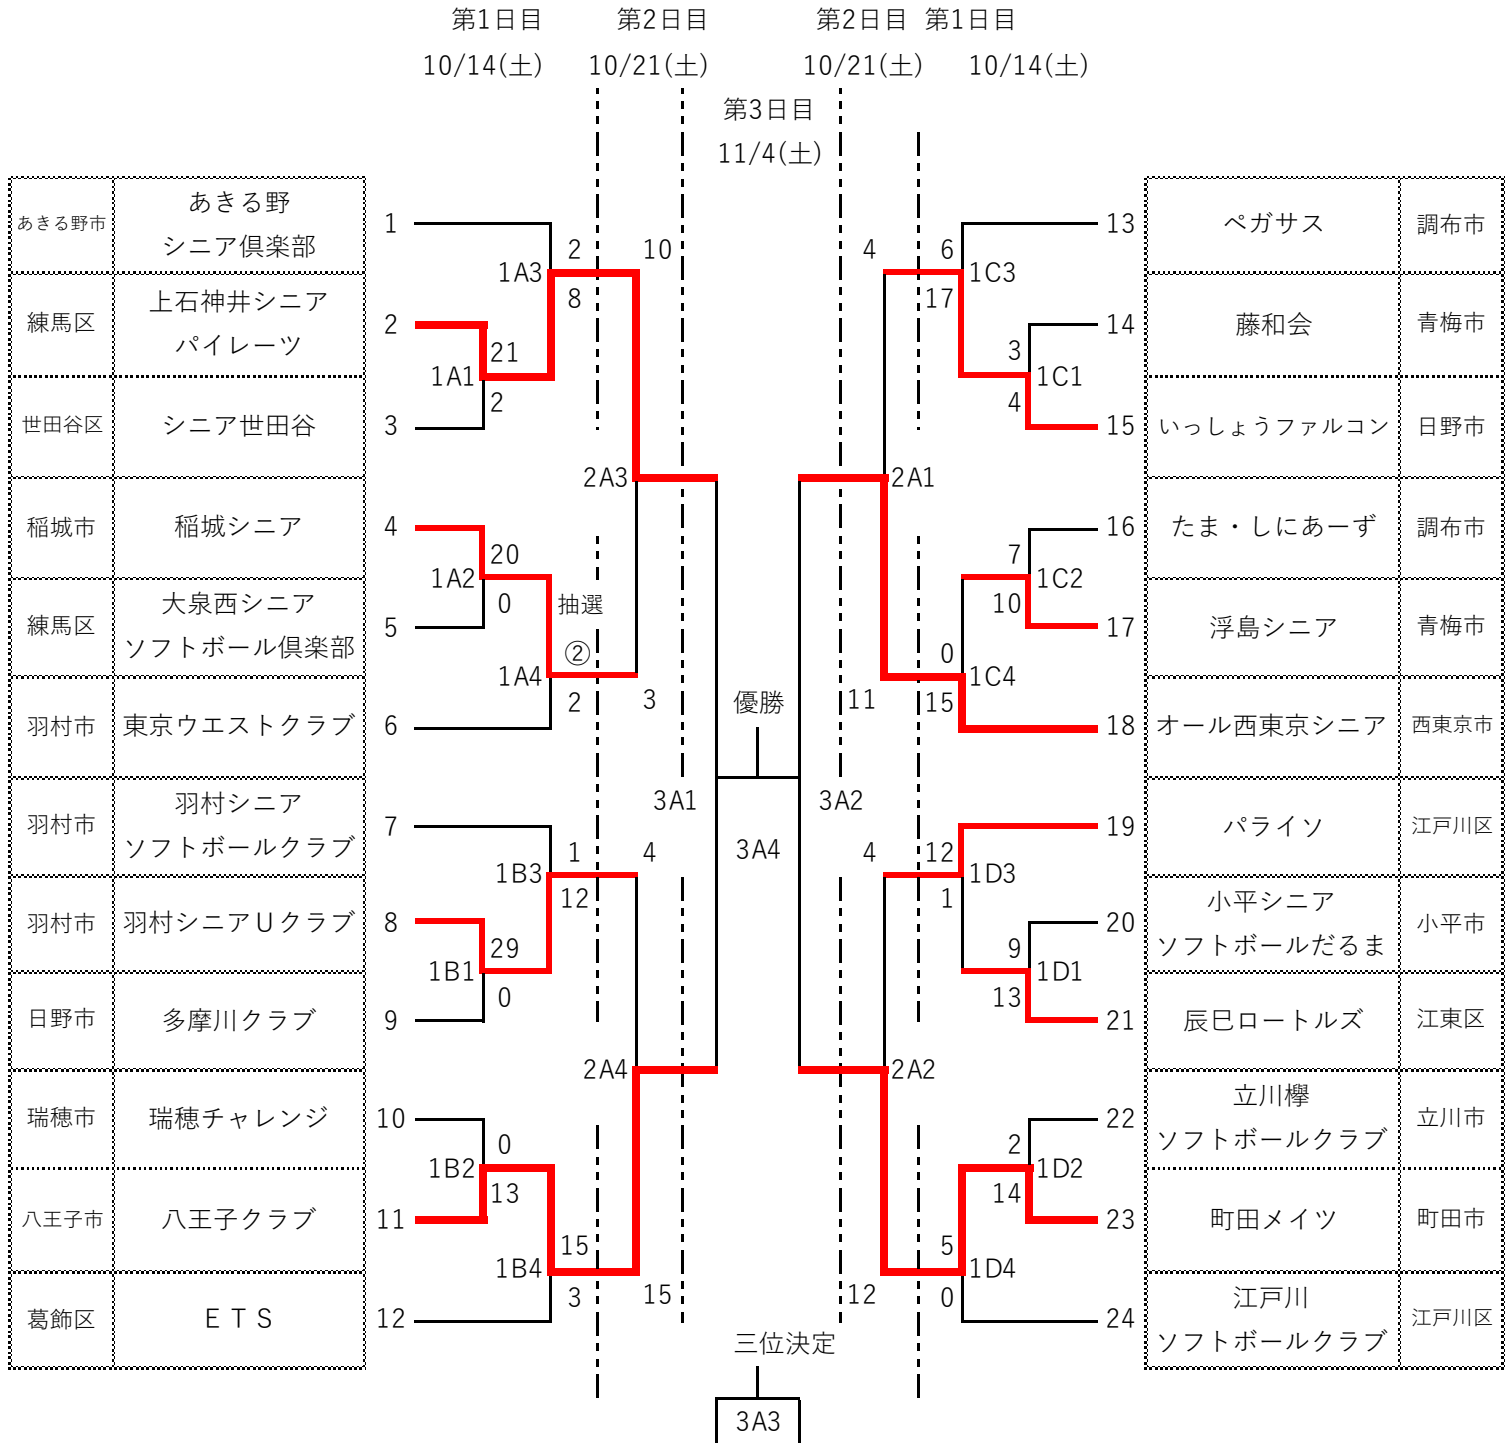 第1日目 第2日目 第2日目 第1日目
10/14(土) 10/21(土) 10/21(土) 10/14(土)
第3日目
11/4(土)
あきる野市 あきる野
シニア倶楽部 1
練馬区 上石神井シニア
パイレーツ 2
世田谷区 シニア世田谷 3
稲城市 稲城シニア 4
練馬区 大泉西シニア
ソフトボール倶楽部 5
羽村市 東京ウエストクラブ 6
羽村市 羽村シニア
ソフトボールクラブ 7
羽村市 羽村シニアUクラブ 8
日野市 多摩川クラブ 9
瑞穂市 瑞穂チャレンジ 10
八王子市 八王子クラブ 11
葛飾区 ETS 12
1A3 2
8
1A1 21
2
1A2 20
0
抽選
②
1A4 2
10
2A3
3
1B3 1
12
1B1 29
0
1B2 0
13
1B4 15
3
4
2A4
15
3A1
優勝
3A4
3A2
三位決定
3A3
4
2A1
11
6 1C3
17
3 1C1
4
7 1C2
10
0 1C4
15
4
2A2
12
12 1D3
1
9 1D1
13
2 1D2
14
5 1D4
0
13 ペガサス 調布市
14 藤和会 青梅市
15 いっしょうファルコン 日野市
16 たま・しにあーず 調布市
17 浮島シニア 青梅市
18 オール西東京シニア 西東京市
19 パライソ 江戸川区
20 小平シニア
ソフトボールだるま 小平市
21 辰巳ロートルズ 江東区
22 立川欅
ソフトボールクラブ 立川市
23 町田メイツ 町田市
24 江戸川
ソフトボールクラブ 江戸川区